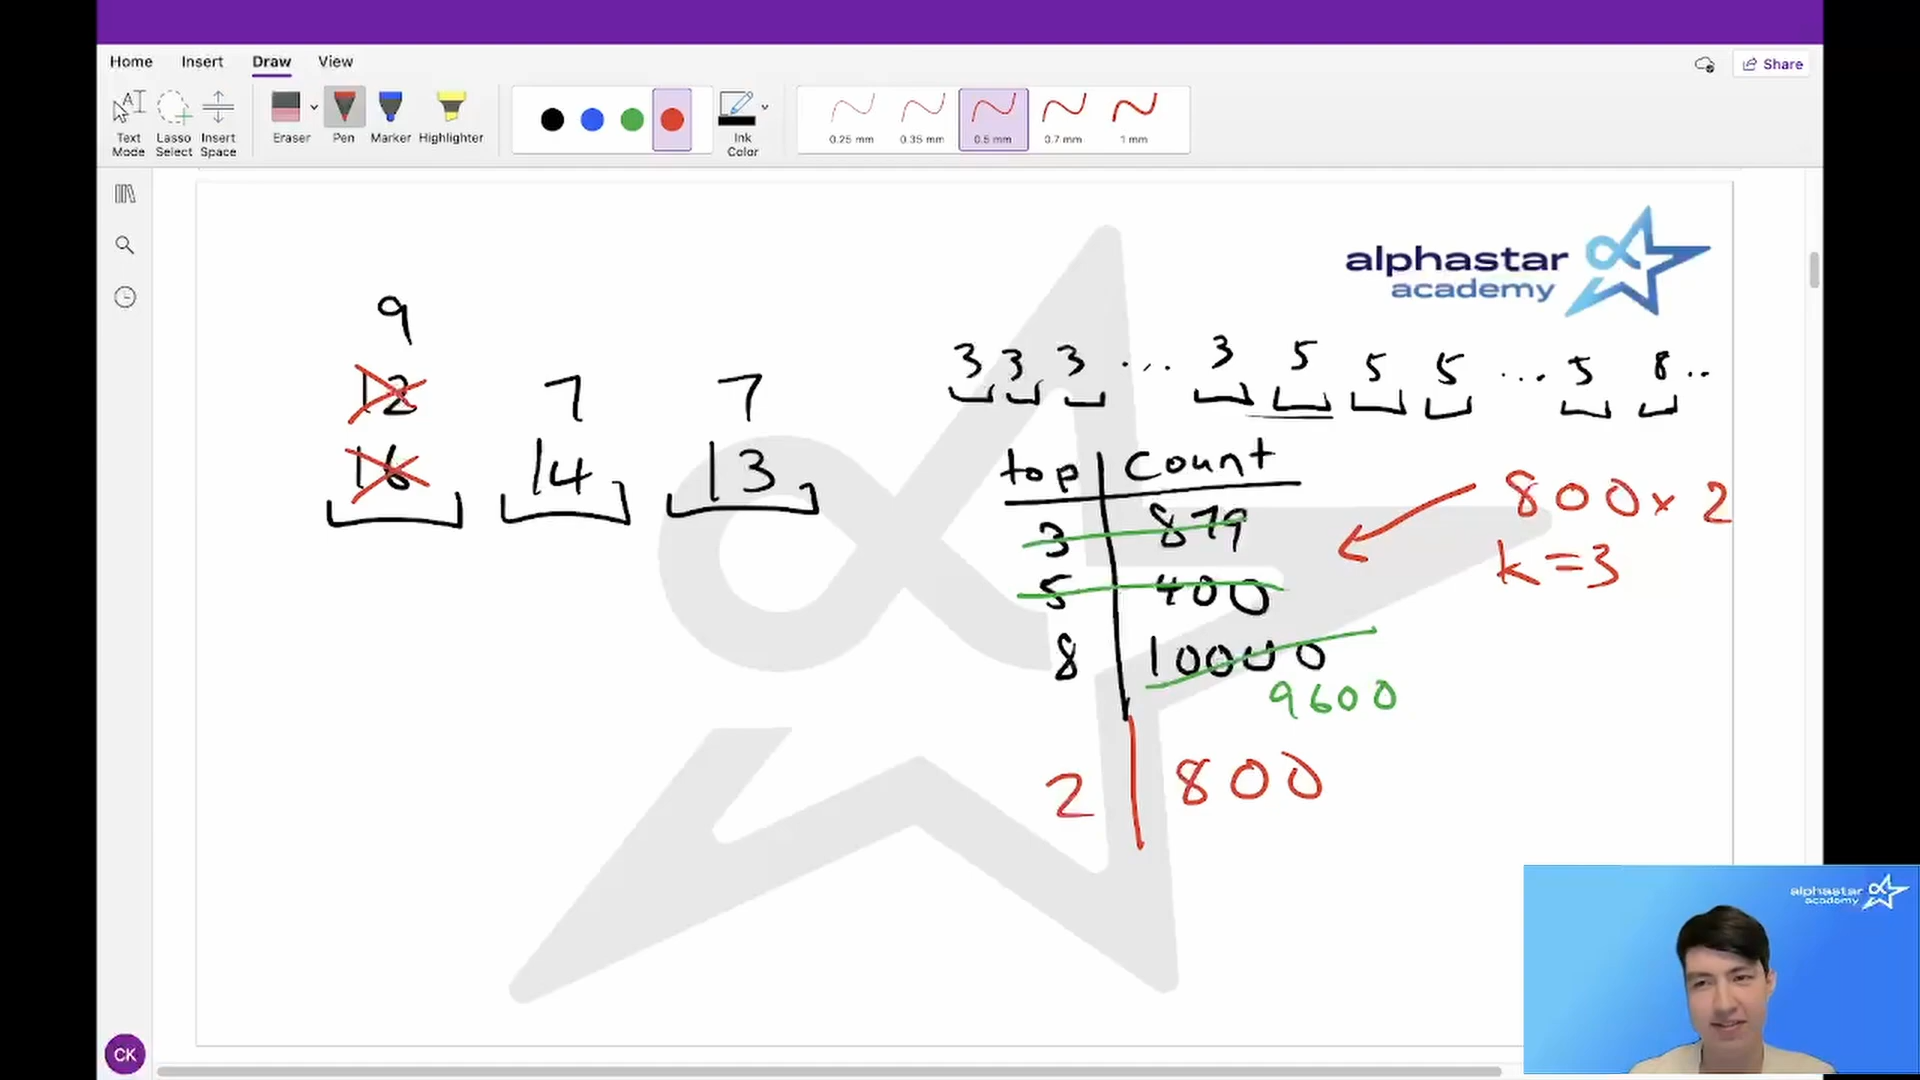 Home Insert Draw View
Share
Text Mode
Lasso Select
Insert Space
Eraser
Pen
Marker
Highlighter
Ink Color
0.25 mm
0.35 mm
0.5 mm
0.7 mm
1 mm
alphastar
academy
9
12 7 7
16 14 13
3 3 3 ... 3 5 5 5 ... 5 8 ..
top count
3 879
5 400
8 10000
9600
2 800
800 x 2
k=3
alphastar
academy
CK